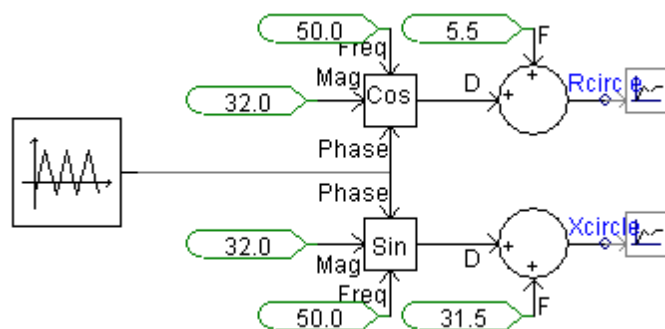 50.0
5.5
Freq
F
Mag
D
Rcircle
32.0
Cos
Phase
Phase
Xcircle
32.0
Sin
Mag
D
Freq
50.0
31.5
F